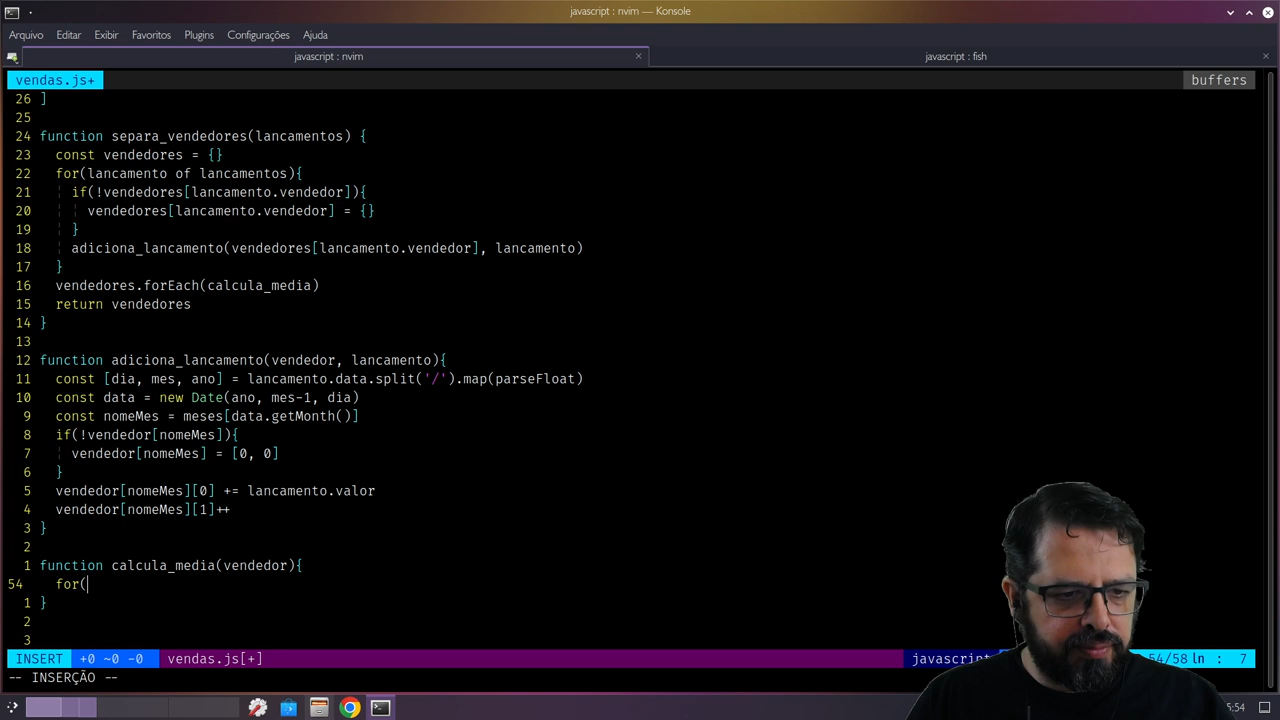 javascript : nvim — Konsole
Arquivo Editar Exibir Favoritos Plugins Configurações Ajuda
javascript : nvim
javascript : fish
vendas.js+ buffers
26 ]
25
24 function separa_vendedores(lancamentos) {
23 const vendedores = {}
22 for(lancamento of lancamentos){
21 if(!vendedores[lancamento.vendedor]){
20 vendedores[lancamento.vendedor] = {}
19 }
18 adiciona_lancamento(vendedores[lancamento.vendedor], lancamento)
17 }
16 vendedores.forEach(calcula_media)
15 return vendedores
14 }
13
12 function adiciona_lancamento(vendedor, lancamento){
11 const [dia, mes, ano] = lancamento.data.split('/').map(parseFloat)
10 const data = new Date(ano, mes-1, dia)
9 const nomeMes = meses[data.getMonth()]
8 if(!vendedor[nomeMes]){
7 vendedor[nomeMes] = [0, 0]
6 }
5 vendedor[nomeMes][0] += lancamento.valor
4 vendedor[nomeMes][1]++
3 }
2
1 function calcula_media(vendedor){
54 for(
1 }
2
3
INSERT +0 ~0 -0 vendas.js[+] javascript 54/58 ln : 7
-- INSERÇÃO --
5:54